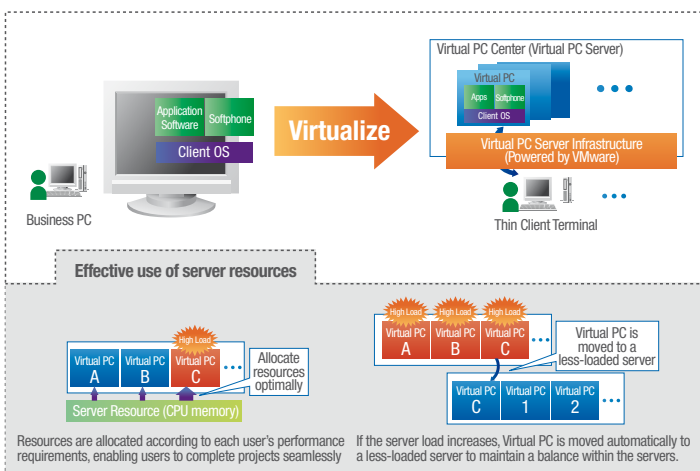 Application
Software
Softphone
Client OS
Business PC
Virtualize
Virtual PC Center (Virtual PC Server)
Virtual PC
Apps
Softphone
Client OS
Virtual PC Server Infrastructure
(Powered by VMware)
Thin Client Terminal
Effective use of server resources
High Load
Virtual PC
A
Virtual PC
B
Virtual PC
C
Allocate
resources
optimally
Server Resource (CPU memory)
Resources are allocated according to each user's performance
requirements, enabling users to complete projects seamlessly
High Load
High Load
High Load
Virtual PC
A
Virtual PC
B
Virtual PC
C
Virtual PC is
moved to a
less-loaded server
Virtual PC
C
Virtual PC
1
Virtual PC
2
If the server load increases, Virtual PC is moved automatically to
a less-loaded server to maintain a balance within the servers.